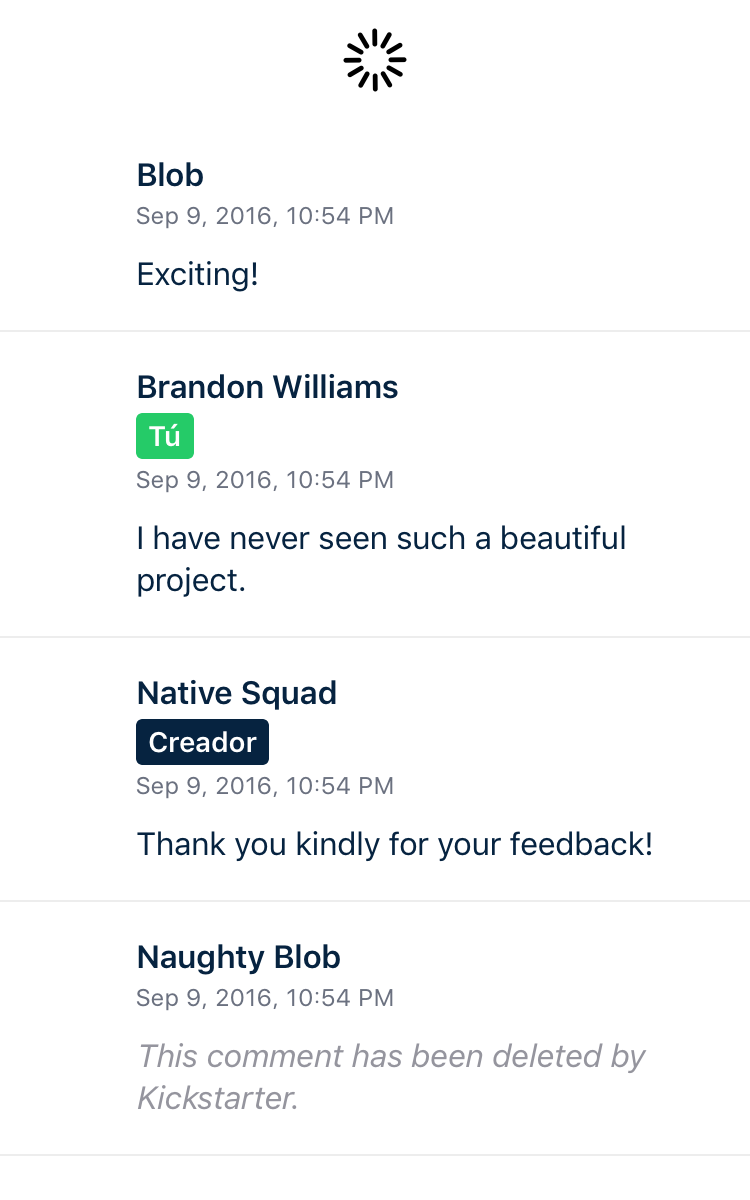 Blob
Sep 9, 2016, 10:54 PM
Exciting!
Brandon Williams
Tú
Sep 9, 2016, 10:54 PM
I have never seen such a beautiful
project.
Native Squad
Creador
Sep 9, 2016, 10:54 PM
Thank you kindly for your feedback!
Naughty Blob
Sep 9, 2016, 10:54 PM
This comment has been deleted by
Kickstarter.